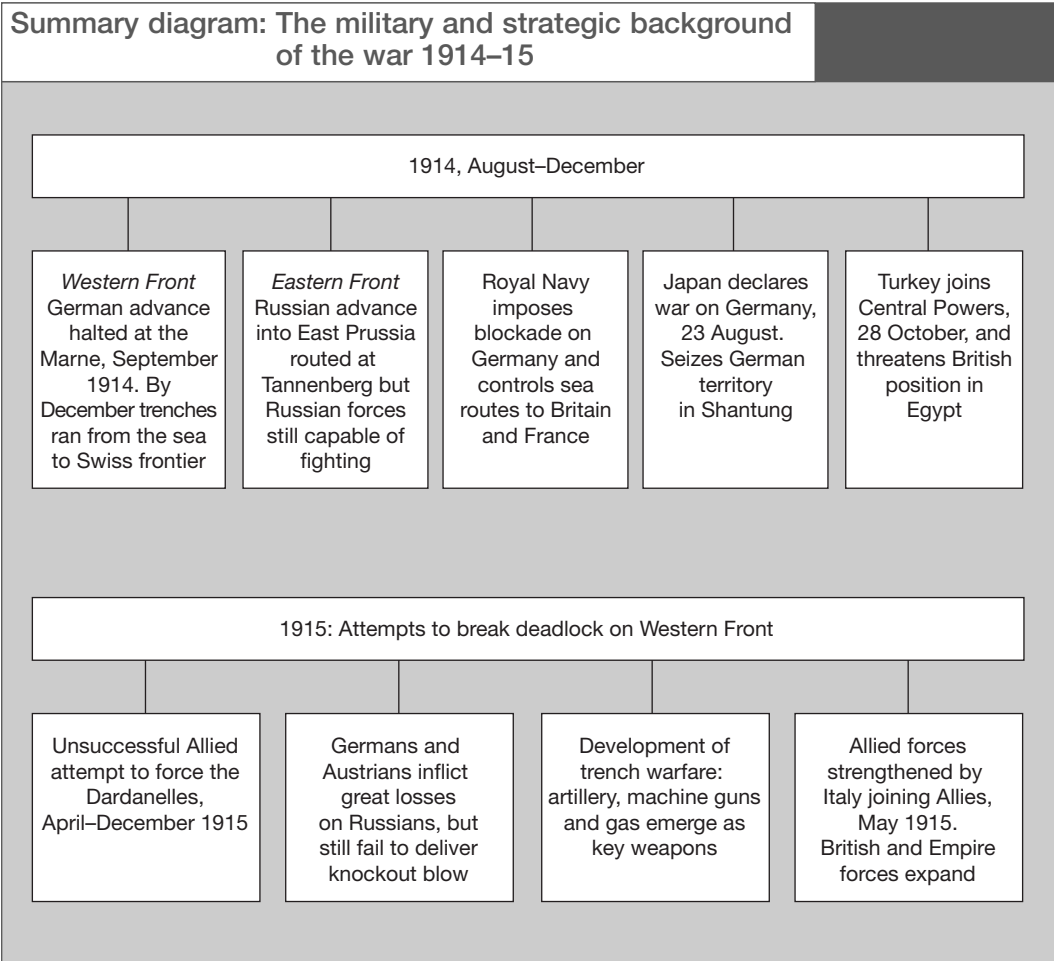 Summary diagram: The military and strategic background
of the war 1914–15
1914, August–December
Western Front
German advance
halted at the
Marne, September
1914. By
December trenches
ran from the sea
to Swiss frontier
Eastern Front
Russian advance
into East Prussia
routed at
Tannenberg but
Russian forces
still capable of
fighting
Royal Navy
imposes
blockade on
Germany and
controls sea
routes to Britain
and France
Japan declares
war on Germany,
23 August.
Seizes German
territory
in Shantung
Turkey joins
Central Powers,
28 October, and
threatens British
position in
Egypt
1915: Attempts to break deadlock on Western Front
Unsuccessful Allied
attempt to force the
Dardanelles,
April–December 1915
Germans and
Austrians inflict
great losses
on Russians, but
still fail to deliver
knockout blow
Development of
trench warfare:
artillery, machine guns
and gas emerge as
key weapons
Allied forces
strengthened by
Italy joining Allies,
May 1915.
British and Empire
forces expand